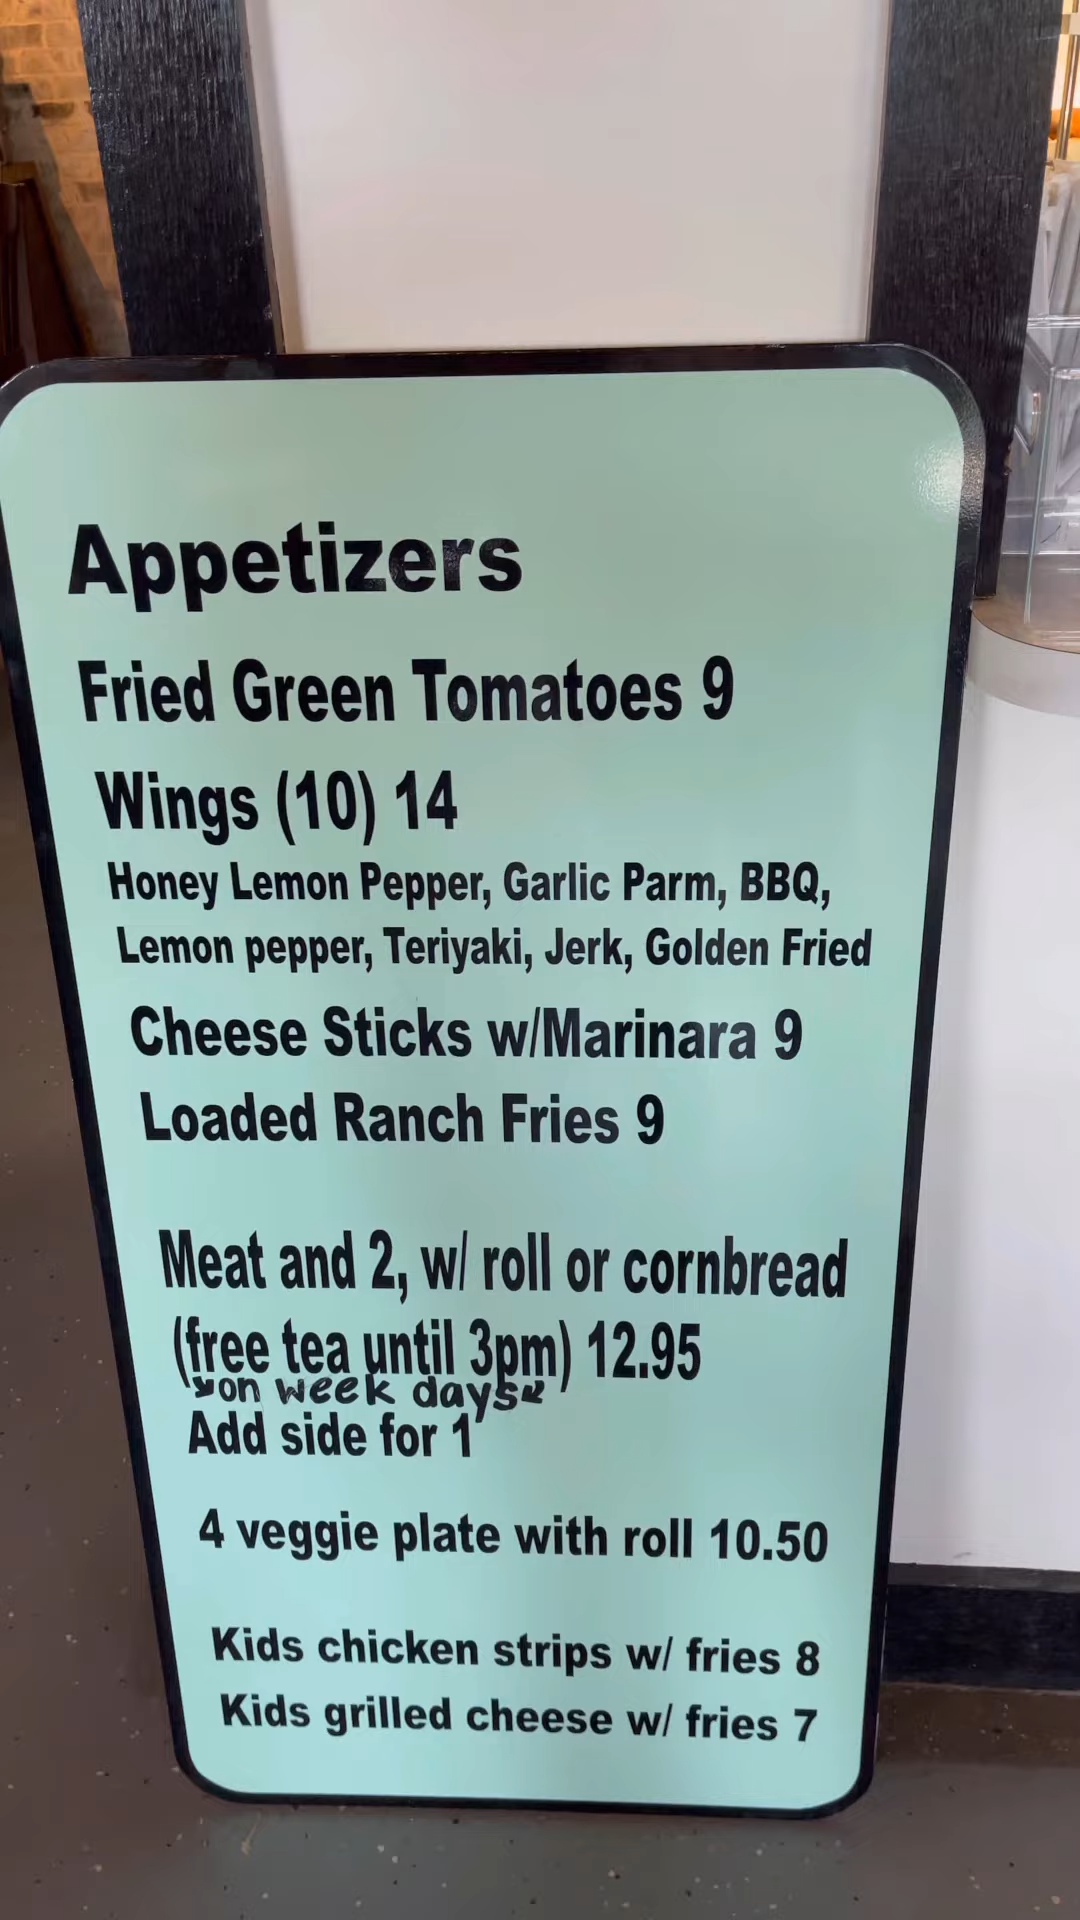 Appetizers
Fried Green Tomatoes 9
Wings (10) 14
Honey Lemon Pepper, Garlic Parm, BBQ,
Lemon pepper, Teriyaki, Jerk, Golden Fried
Cheese Sticks w/Marinara 9
Loaded Ranch Fries 9
Meat and 2, w/ roll or cornbread
(free tea until 3pm) 12.95
↘on week days↙
Add side for 1
4 veggie plate with roll 10.50
Kids chicken strips w/ fries 8
Kids grilled cheese w/ fries 7